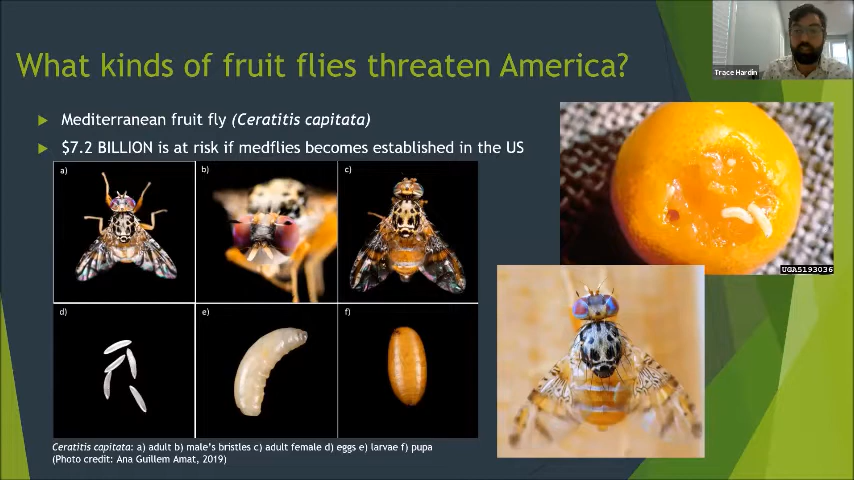 What kinds of fruit flies threaten America?
Trace Hardin
Mediterranean fruit fly (Ceratitis capitata)
$7.2 BILLION is at risk if medflies becomes established in the US
a)
b)
c)
d)
e)
f)
UGA5193036
Ceratitis capitata: a) adult b) male's bristles c) adult female d) eggs e) larvae f) pupa
(Photo credit: Ana Guillem Amat, 2019)